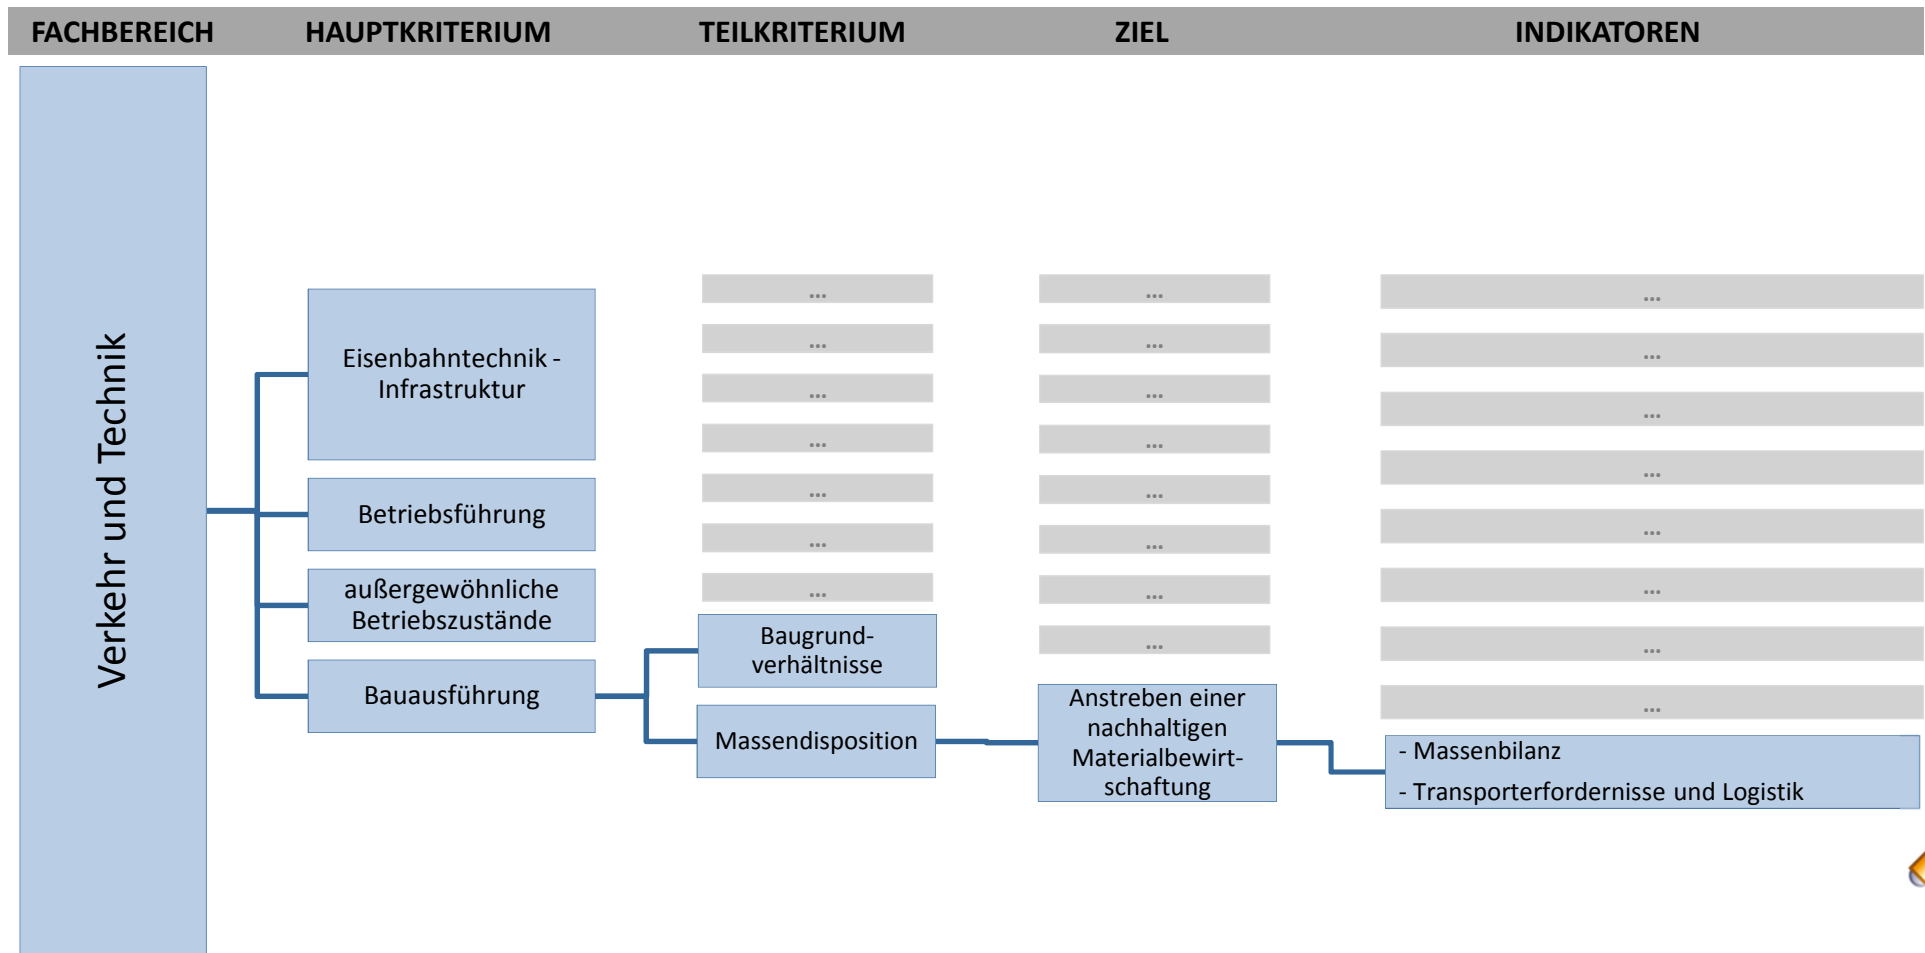 FACHBEREICH HAUPTKRITERIUM TEILKRITERIUM ZIEL INDIKATOREN
Verkehr und Technik
Eisenbahntechnik -
Infrastruktur
Betriebsführung
außergewöhnliche
Betriebszustände
Bauausführung
...
...
...
...
...
...
...
Baugrund-
verhältnisse
Massendisposition
...
...
...
...
...
...
...
...
Anstreben einer
nachhaltigen
Materialbewirt-
schaftung
...
...
...
...
...
...
...
...
- Massenbilanz
- Transporterfordernisse und Logistik